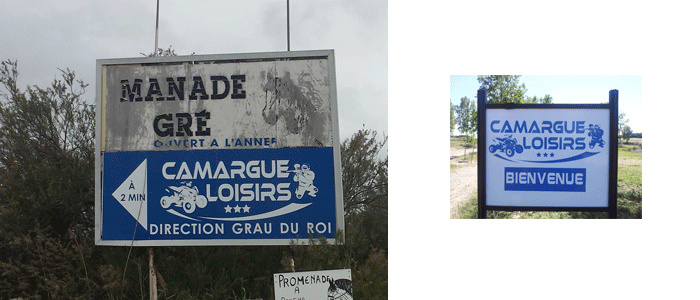 MANADE
GRÉ
OUVERT A L'ANNEE
CAMARGUE
LOISIRS
À
2 MIN
DIRECTION GRAU DU ROI
PROMENADE
A
CAMARGUE
LOISIRS
BIENVENUE